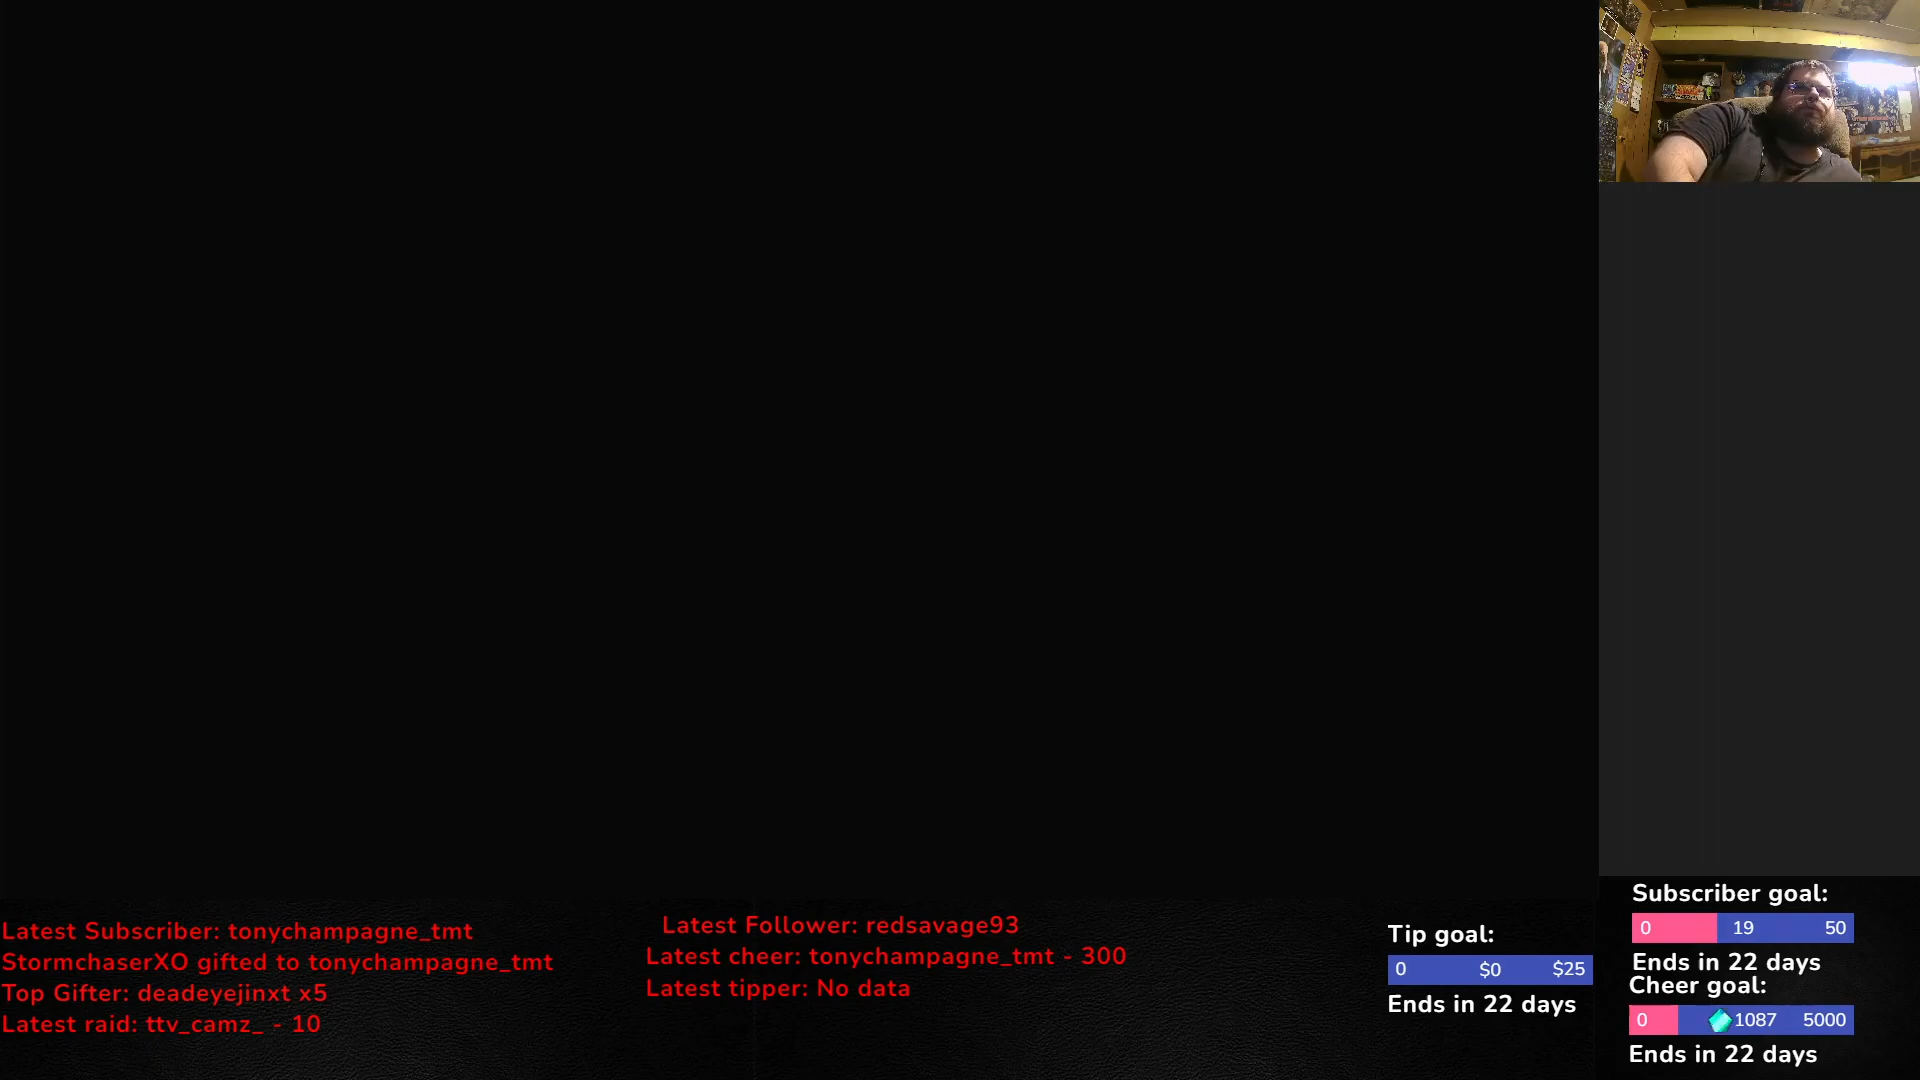 Latest Subscriber: tonychampagne_tmt
StormchaserXO gifted to tonychampagne_tmt
Top Gifter: deadeyejinxt x5
Latest raid: ttv_camz_ - 10
Latest Follower: redsavage93
Latest cheer: tonychampagne_tmt - 300
Latest tipper: No data
Tip goal:
0 $0 $25
Ends in 22 days
Subscriber goal:
0 19 50
Ends in 22 days
Cheer goal:
0 1087 5000
Ends in 22 days